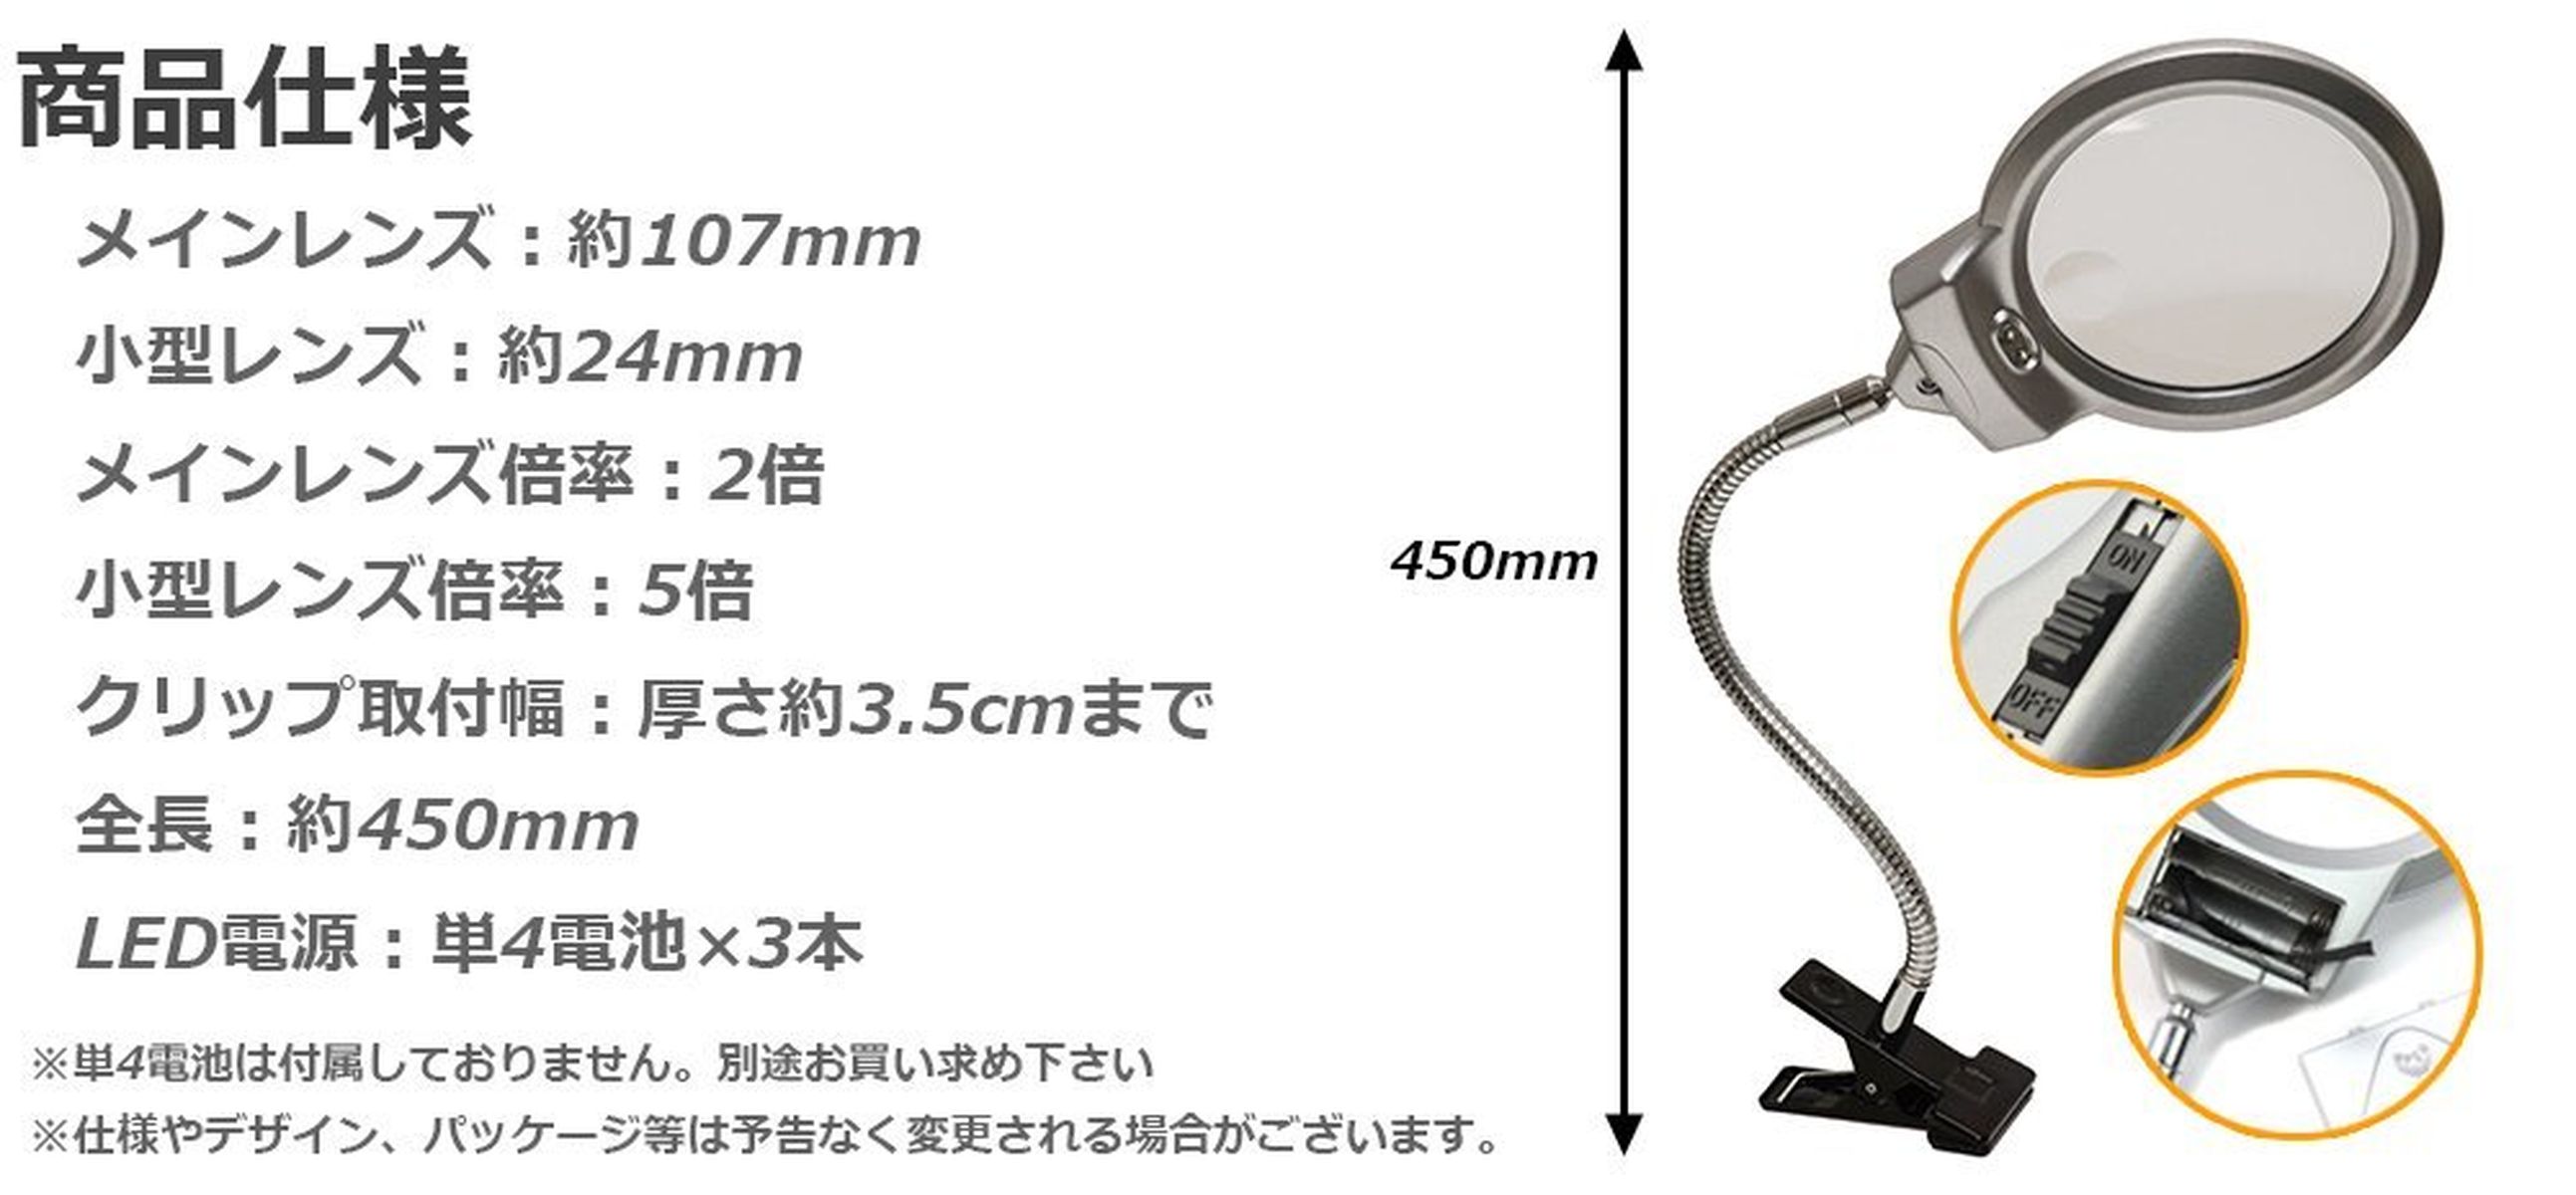 商品仕様
メインレンズ：約107mm
小型レンズ：約24mm
メインレンズ倍率：2倍
小型レンズ倍率：5倍
クリップ取付幅：厚さ約3.5cmまで
全長：約450mm
LED電源：単4電池×3本
※単4電池は付属しておりません。別途お買い求め下さい
※仕様やデザイン、パッケージ等は予告なく変更される場合がございます。
450mm
ON
OFF